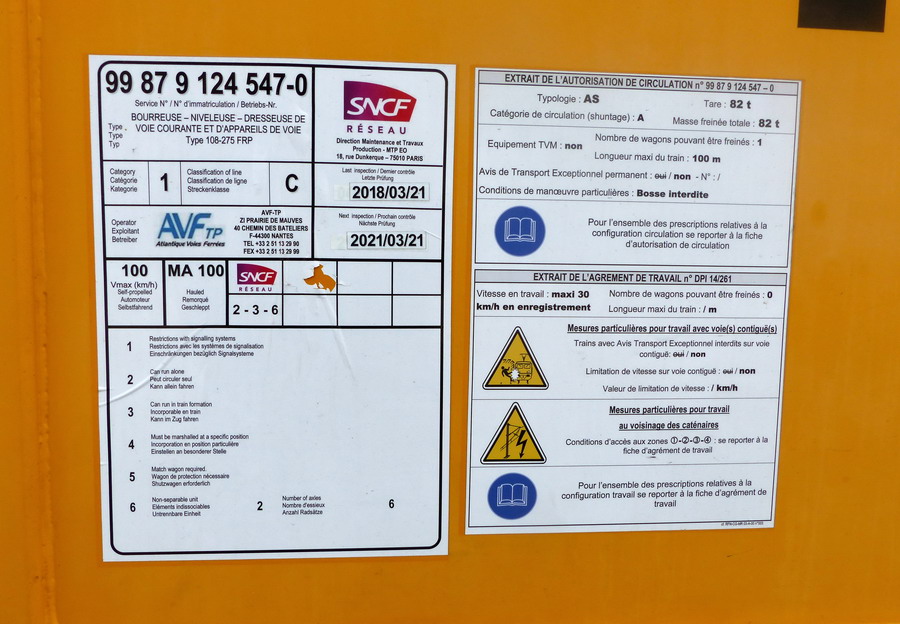 99 87 9 124 547-0
Service N° / N° d'immatriculation / Betriebs-Nr.
Type
Type
Typ
BOURREUSE – NIVELEUSE – DRESSEUSE DE
VOIE COURANTE ET D'APPAREILS DE VOIE
Type 108-275 FRP
SNCF
RÉSEAU
Direction Maintenance et Travaux
Production - MTP EO
18, rue Dunkerque – 75010 PARIS
Category
Catégorie
Kategorie
1
Classification of line
Classification de ligne
Streckenklasse
C
Last inspection / Dernier contrôle
Letzte Prüfung
2018/03/21
Operator
Exploitant
Betreiber
AVF TP
Atlantique Voies Ferrées
AVF-TP
ZI PRAIRIE DE MAUVES
40 CHEMIN DES BATELIERS
F-44300 NANTES
TEL +33 2 51 13 29 90
FEX +33 2 51 13 29 99
Next inspection / Prochain contrôle
Nächste Prüfung
2021/03/21
100
Vmax (km/h)
Self-propelled
Automoteur
Selbstfahrend
MA 100
Hauled
Remorqué
Geschleppt
SNCF
RÉSEAU
2 - 3 - 6
1
Restrictions with signalling systems
Restrictions avec les systèmes de signalisation
Einschränkungen bezüglich Signalsysteme
2
Can run alone
Peut circuler seul
Kann allein fahren
3
Can run in train formation
Incorporable en train
Kann im Zug fahren
4
Must be marshalled at a specific position
Incorporation en position particulière
Einstellen an besonderer Stelle
5
Match wagon required.
Wagon de protection nécessaire
Shutzwagen erforderlich
6
Non-separable unit
Eléments indissociables
Untrennbare Einheit
2
Number of axles
Nombre d'essieux
Anzahl Radsätze
6
EXTRAIT DE L'AUTORISATION DE CIRCULATION n° 99 87 9 124 547 – 0
Typologie : AS
Tare : 82 t
Catégorie de circulation (shuntage) : A
Masse freinée totale : 82 t
Equipement TVM : non
Nombre de wagons pouvant être freinés : 1
Longueur maxi du train : 100 m
Avis de Transport Exceptionnel permanent : oui / non - N° : /
Conditions de manœuvre particulières : Bosse interdite
Pour l'ensemble des prescriptions relatives à la
configuration circulation se reporter à la fiche
d'autorisation de circulation
EXTRAIT DE L'AGREMENT DE TRAVAIL n° DPI 14/261
Vitesse en travail : maxi 30
km/h en enregistrement
Nombre de wagons pouvant être freinés : 0
Longueur maxi du train : / m
Mesures particulières pour travail avec voie(s) contiguë(s)
Trains avec Avis Transport Exceptionnel interdits sur voie
contiguë: oui / non
Limitation de vitesse sur voie contiguë : oui / non
Valeur de limitation de vitesse : / km/h
Mesures particulières pour travail
au voisinage des caténaires
Conditions d'accès aux zones ①-②-③-④ : se reporter à la
fiche d'agrément de travail
Pour l'ensemble des prescriptions relatives à la
configuration travail se reporter à la fiche d'agrément de
travail